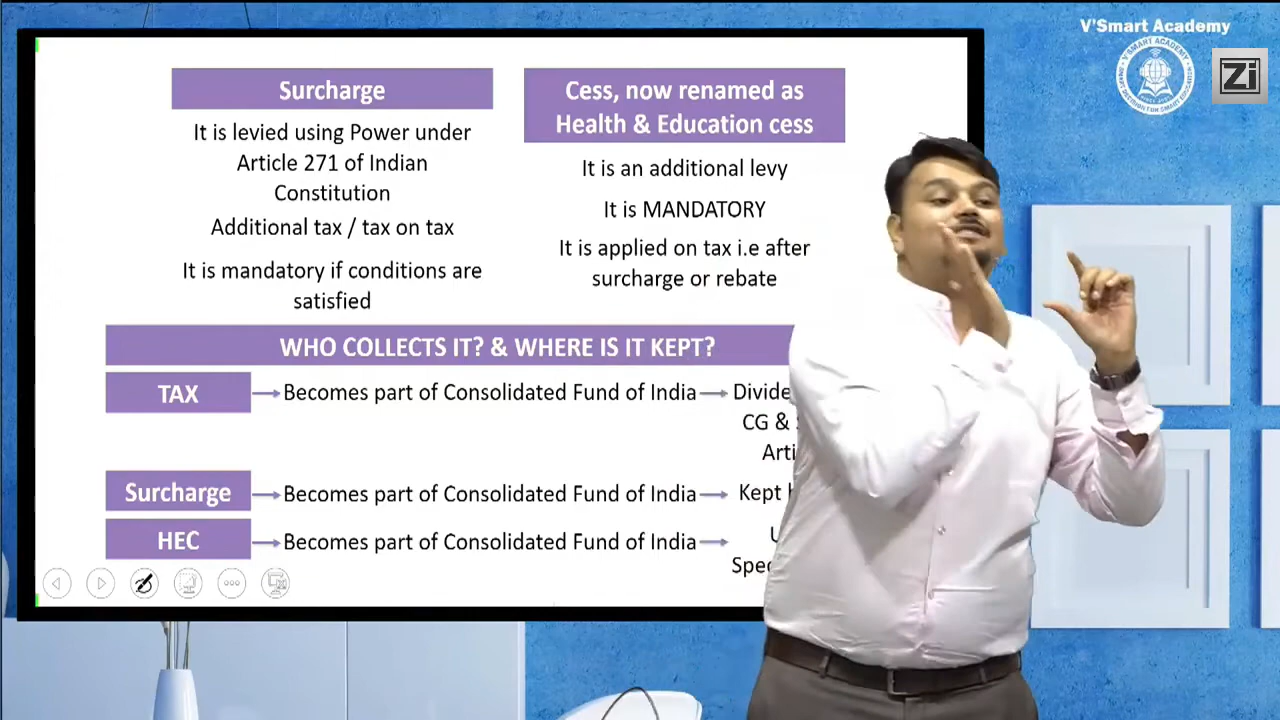 V'Smart Academy
Zi
Surcharge
It is levied using Power under
Article 271 of Indian
Constitution
Additional tax / tax on tax
It is mandatory if conditions are
satisfied
Cess, now renamed as
Health & Education cess
It is an additional levy
It is MANDATORY
It is applied on tax i.e after
surcharge or rebate
WHO COLLECTS IT? & WHERE IS IT KEPT?
TAX
Becomes part of Consolidated Fund of India
Divide
CG &
Arti
Surcharge
Becomes part of Consolidated Fund of India
Kept
HEC
Becomes part of Consolidated Fund of India
U
Spec